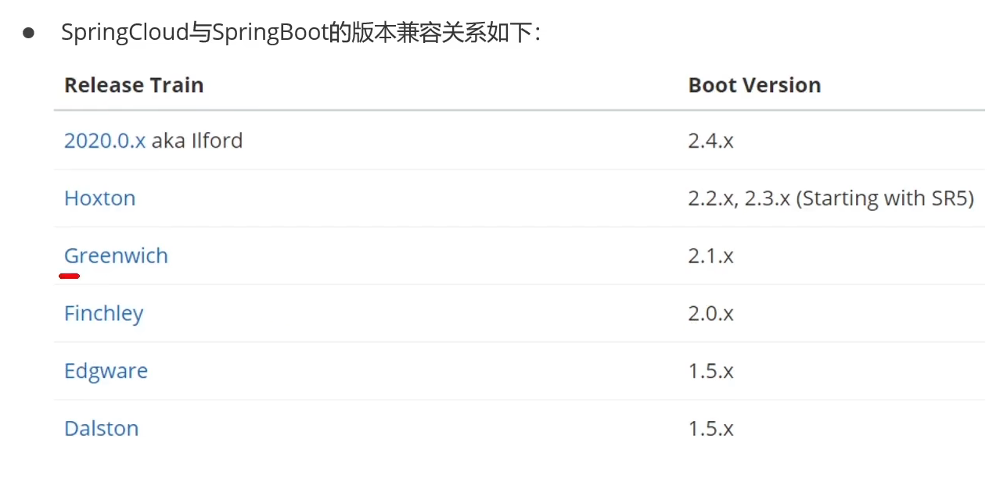 ● SpringCloud与SpringBoot的版本兼容关系如下：
Release Train Boot Version
2020.0.x aka Ilford 2.4.x
Hoxton 2.2.x, 2.3.x (Starting with SR5)
Greenwich 2.1.x
Finchley 2.0.x
Edgware 1.5.x
Dalston 1.5.x